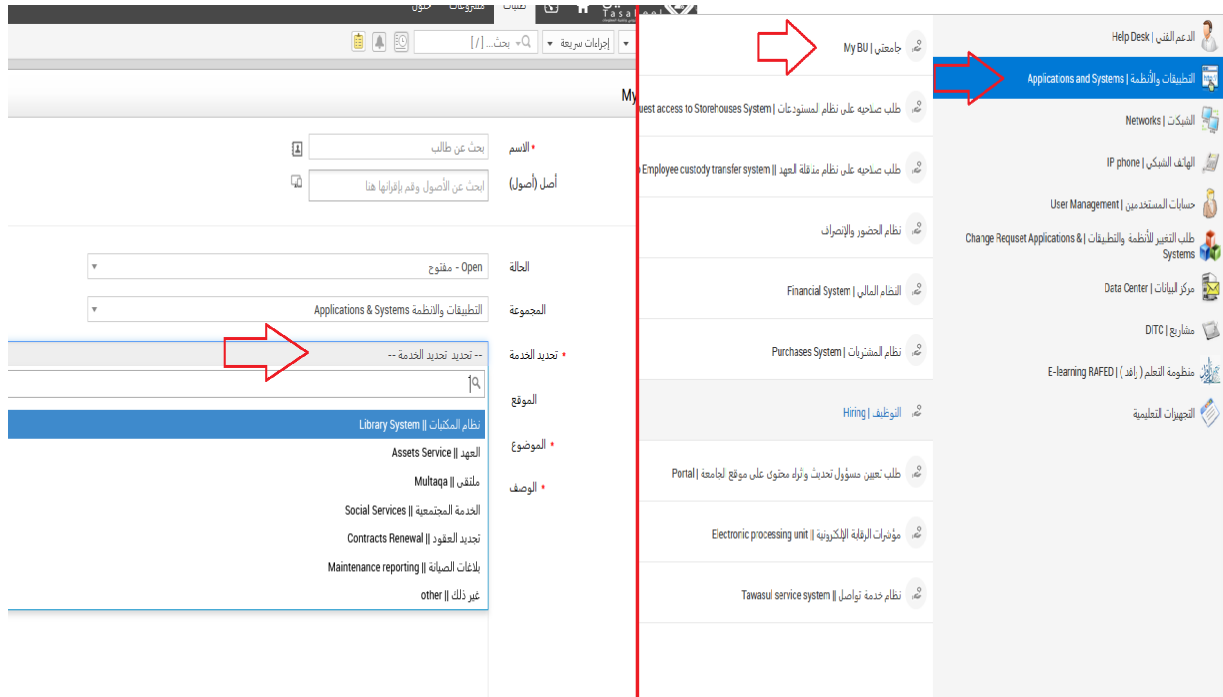 الدعم الفني | Help Desk
التطبيقات والأنظمة | Applications and Systems
الشبكات | Networks
الهاتف الشبكي | IP phone
حسابات المستخدمين | User Management
طلب التغيير للأنظمة والتطبيقات | Change Requset Applications &
Systems
مركز البيانات | Data Center
مشاريع | DITC
منظومة التعلم ( رافد ) | E-learning RAFED
التجهيزات التعليمية
جامعتي | My BU
طلب صلاحيه على نظام لمستودعات | uest access to Storehouses System
طلب صلاحيه على نظام مناقلة العهد || Employee custody transfer system
نظام الحضور والإنصراف
النظام المالي | Financial System
نظام المشتريات | Purchases System
التوظيف | Hiring
طلب تعيين مسؤول تحديث وثراء محتوى على موقع لجامعة | Portal
مؤشرات الرقابة الإلكترونية || Electronic processing unit
نظام خدمة تواصل || Tawasul service system
طلبات مشروعات حلول
إجراءات سريعة بحث...[/]
My
الاسم * بحث عن طالب
أصل (أصول) ابحث عن الأصول وقم بإقرانها هنا
الحالة Open - مفتوح
المجموعة التطبيقات والانظمة Applications & Systems
تحديد الخدمة * -- تحديد تحديد الخدمة --
الموقع
الموضوع *
الوصف *
نظام المكتبات || Library System
العهد || Assets Service
ملتقى || Multaqa
الخدمة المجتمعية || Social Services
تجديد العقود || Contracts Renewal
بلاغات الصيانة || Maintenance reporting
غير ذلك || other